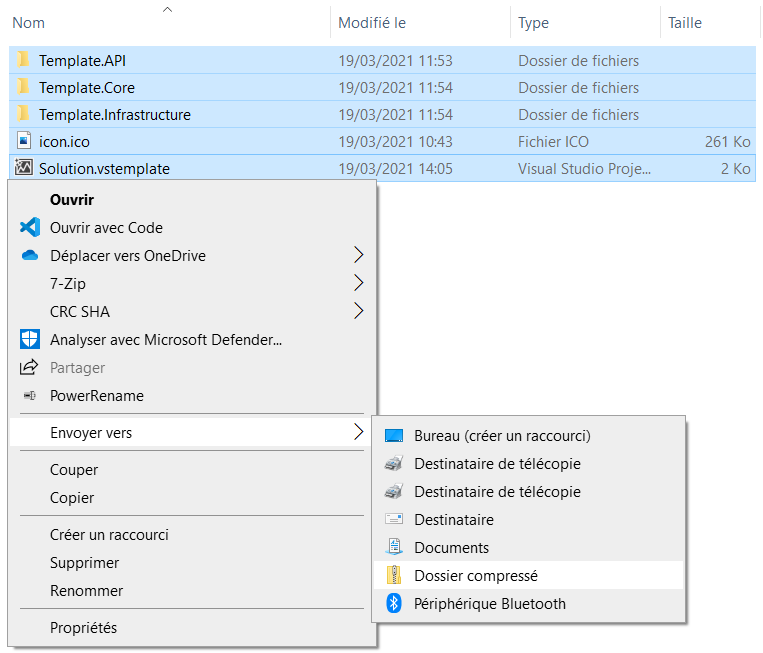 Nom Modifié le Type Taille
Template.API 19/03/2021 11:53 Dossier de fichiers
Template.Core 19/03/2021 11:54 Dossier de fichiers
Template.Infrastructure 19/03/2021 11:54 Dossier de fichiers
icon.ico 19/03/2021 10:43 Fichier ICO 261 Ko
Solution.vstemplate 19/03/2021 14:05 Visual Studio Proje... 2 Ko
Ouvrir
Ouvrir avec Code
Déplacer vers OneDrive
7-Zip
CRC SHA
Analyser avec Microsoft Defender...
Partager
PowerRename
Envoyer vers
Couper
Copier
Créer un raccourci
Supprimer
Renommer
Propriétés
Bureau (créer un raccourci)
Destinataire de télécopie
Destinataire de télécopie
Destinataire
Documents
Dossier compressé
Périphérique Bluetooth